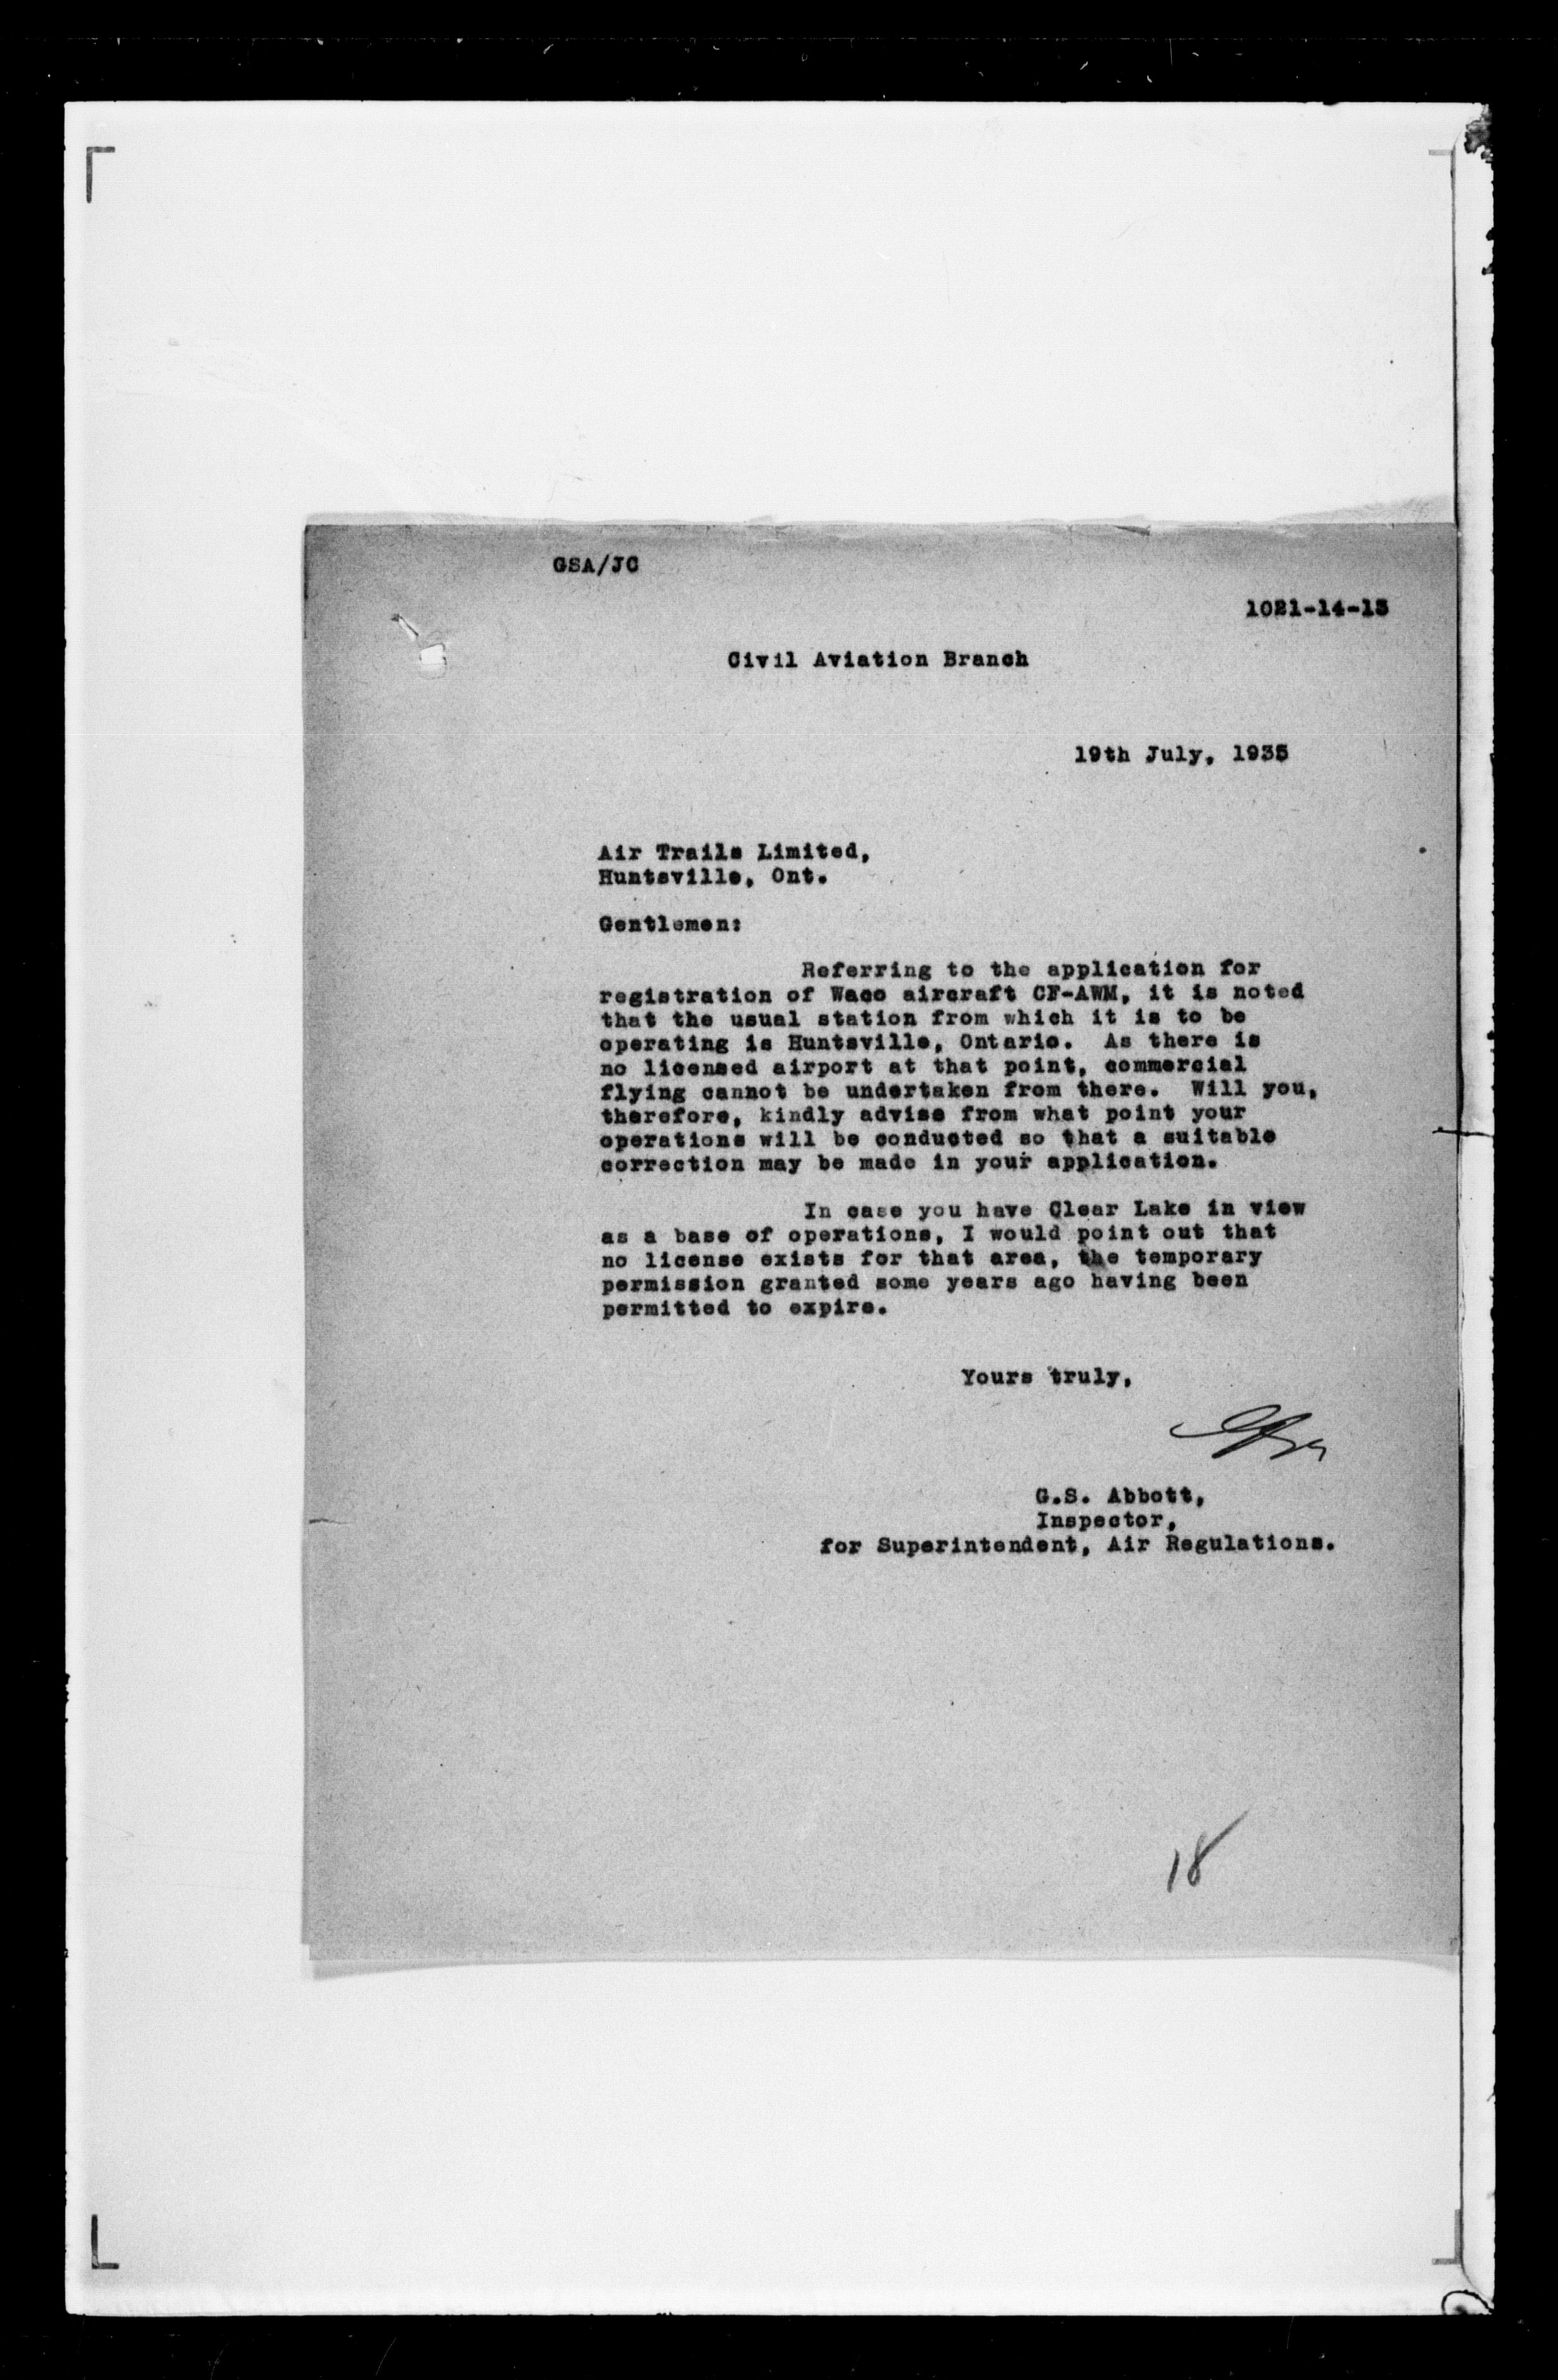 GSA/JC
1021-14-13
Civil Aviation Branch
19th July, 1935
Air Trails Limited,
Huntsville, Ont.
Gentlemen:
Referring to the application for
registration of Waco aircraft CF-AWM, it is noted
that the usual station from which it is to be
operating is Huntsville, Ontario. As there is
no licensed airport at that point, commercial
flying cannot be undertaken from there. Will you,
therefore, kindly advise from what point your
operations will be conducted so that a suitable
correction may be made in your application.
In case you have Clear Lake in view
as a base of operations, I would point out that
no license exists for that area, the temporary
permission granted some years ago having been
permitted to expire.
Yours truly,
G.S. Abbott,
Inspector,
for Superintendent, Air Regulations.
18